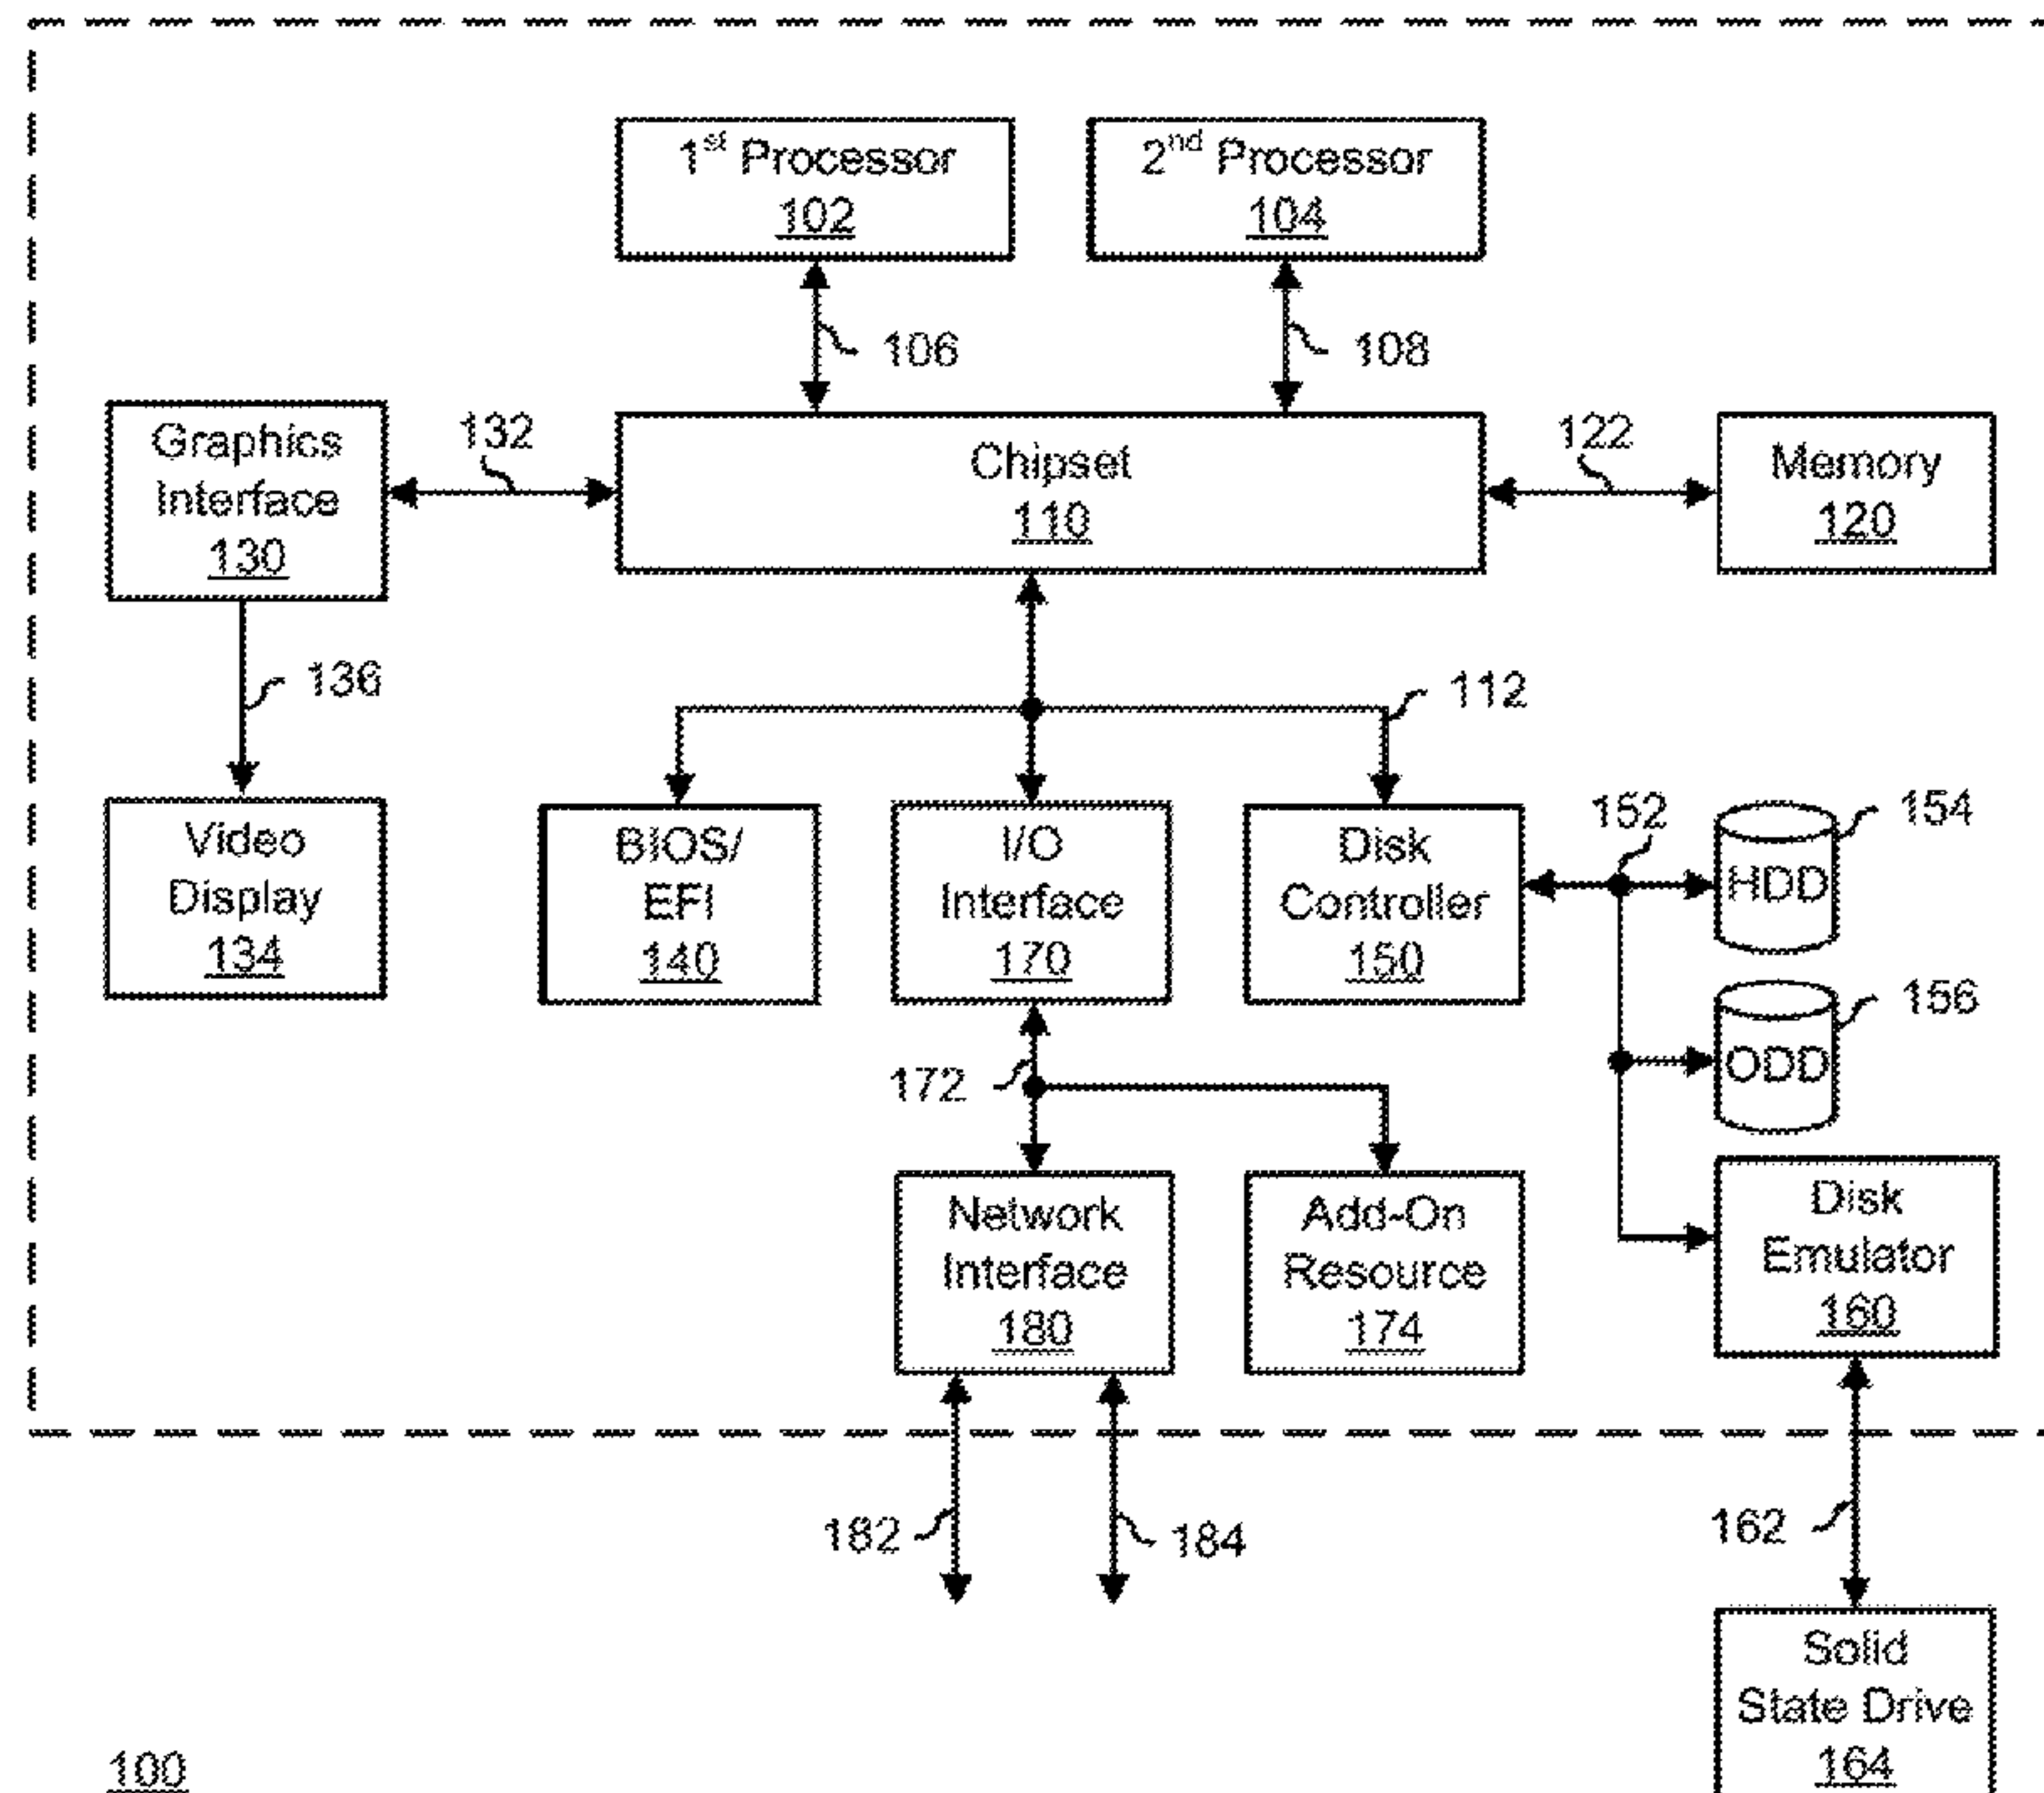 1st Processor
102
2nd Processor
104
106
108
Graphics
Interface
130
132
Chipset
110
122
Memory
120
136
112
Video
Display
134
BIOS/
EFI
140
I/O
Interface
170
Disk
Controller
150
152
HDD
154
ODD
156
172
Network
Interface
180
Add-On
Resource
174
Disk
Emulator
160
182
184
162
Solid
State Drive
164
100